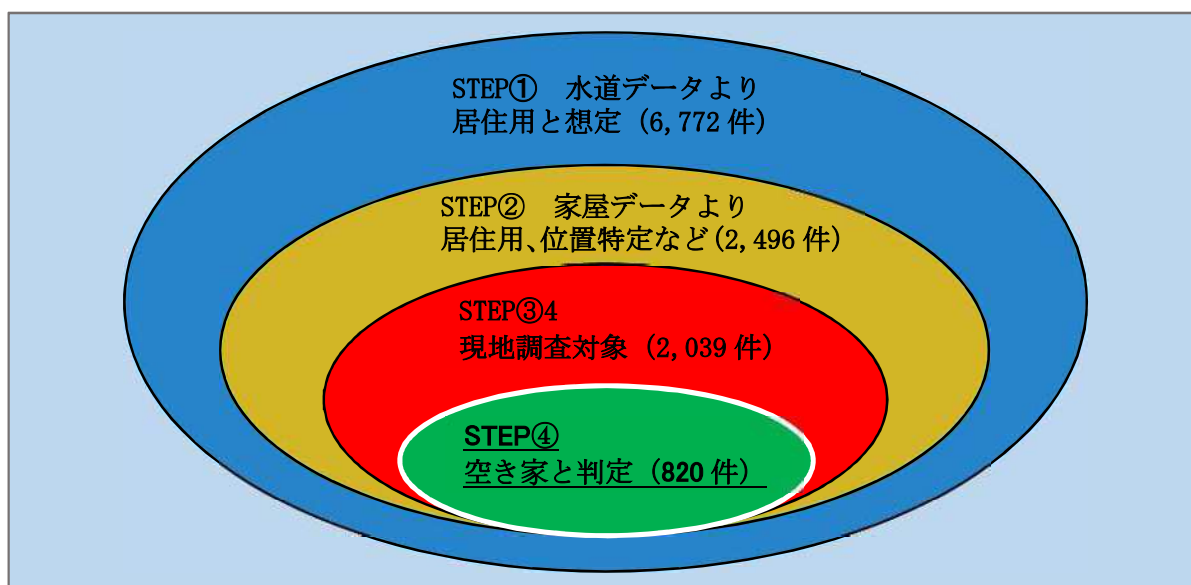 STEP① 水道データより
居住用と想定（6,772 件）
STEP② 家屋データより
居住用、位置特定など（2,496 件）
STEP③4
現地調査対象（2,039 件）
STEP④
空き家と判定（820 件）